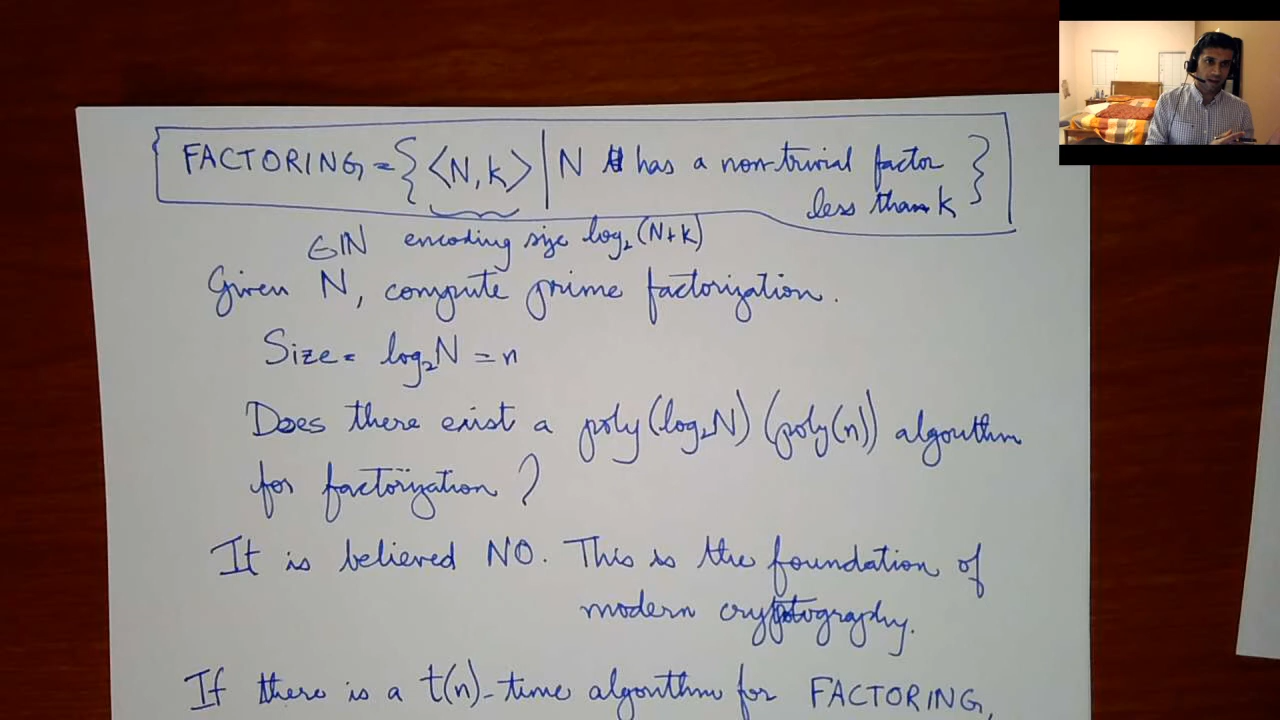 FACTORING = { ⟨N, k⟩ | N has a non-trivial factor
less than k }
∈ ℕ encoding size log₂(N+k)
Given N, compute prime factorization.
Size = log₂N = n
Does there exist a poly(log₂N) (poly(n)) algorithm
for factorization ?
It is believed NO. This is the foundation of
modern cryptography.
If there is a t(n)-time algorithm for FACTORING,